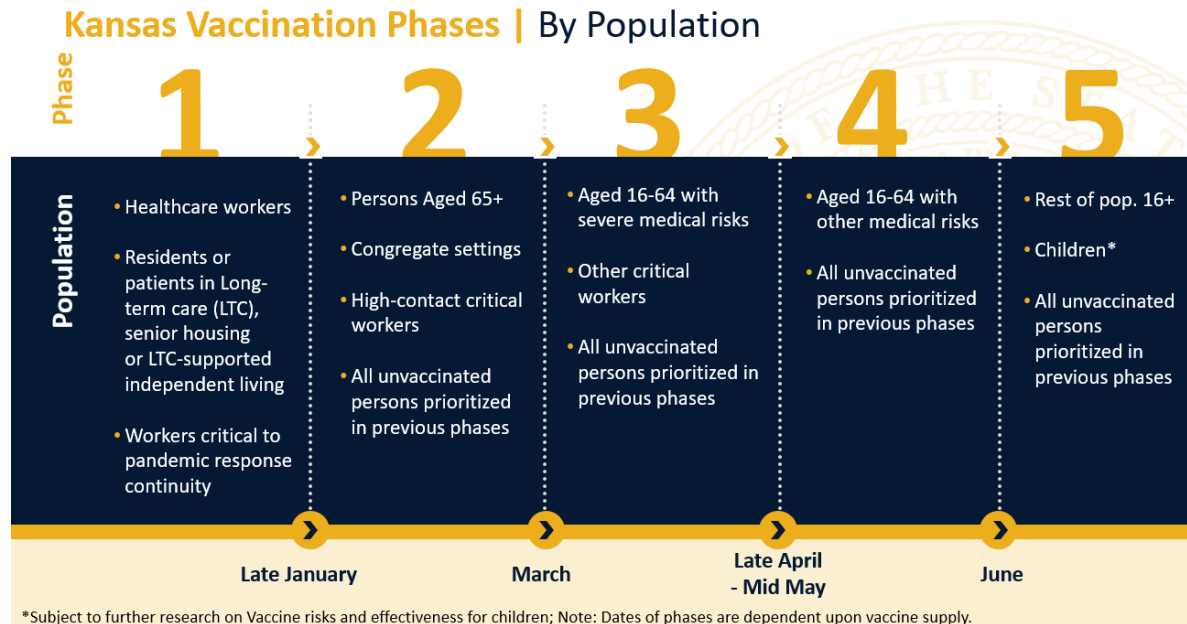 Kansas Vaccination Phases | By Population
Phase
1
2
3
4
5
Population
• Healthcare workers
• Residents or
patients in Long-
term care (LTC),
senior housing
or LTC-supported
independent living
• Workers critical to
pandemic response
continuity
• Persons Aged 65+
• Congregate settings
• High-contact critical
workers
• All unvaccinated
persons prioritized
in previous phases
• Aged 16-64 with
severe medical risks
• Other critical
workers
• All unvaccinated
persons prioritized in
previous phases
• Aged 16-64 with
other medical risks
• All unvaccinated
persons prioritized
in previous phases
• Rest of pop. 16+
• Children*
• All unvaccinated
persons
prioritized in
previous phases
Late January
March
Late April
- Mid May
June
*Subject to further research on Vaccine risks and effectiveness for children; Note: Dates of phases are dependent upon vaccine supply.